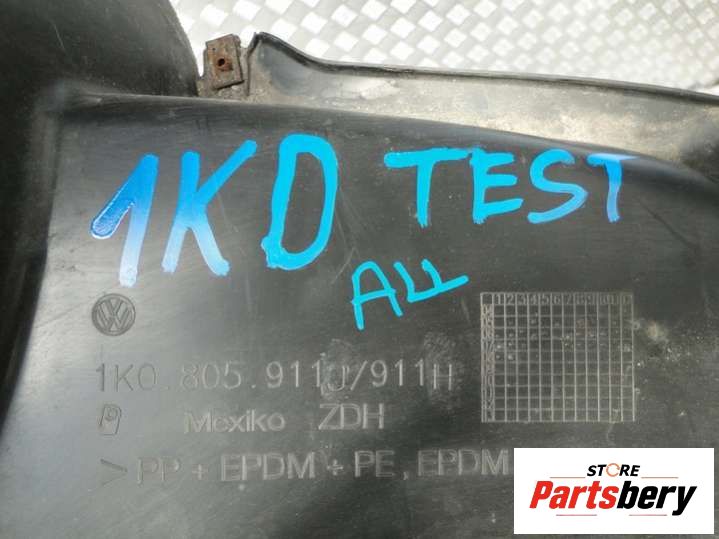 1KD TEST
ALL
1K0.805.911J/911H
Mexiko ZDH
>PP+EPDM+PE,EPDM
STORE
Partsbery